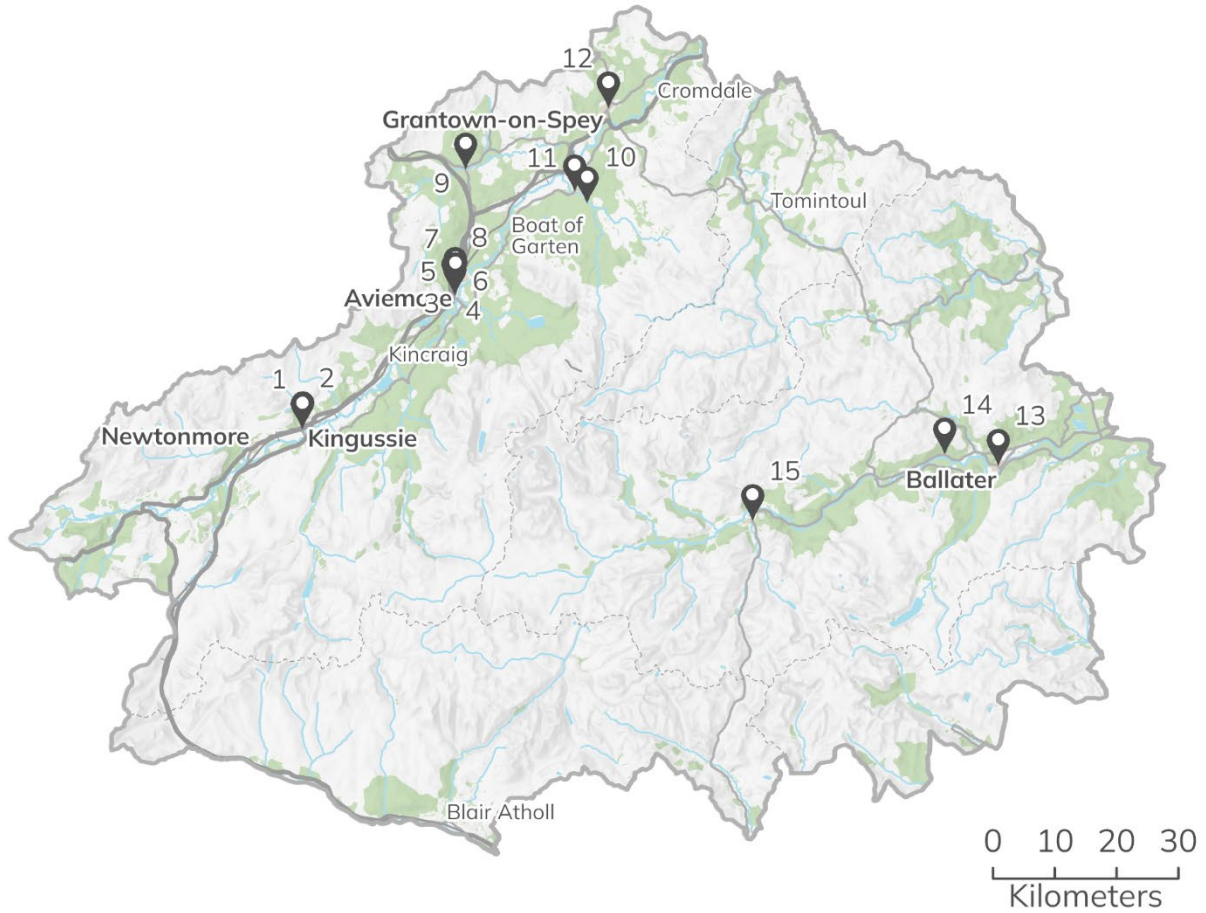 12
Cromdale
Grantown-on-Spey
11
10
9
Tomintoul
Boat of
Garten
7
8
5
6
Aviemore
3
4
Kincraig
1
2
Newtonmore
Kingussie
14
13
Ballater
15
Blair Atholl
0 10 20 30
Kilometers